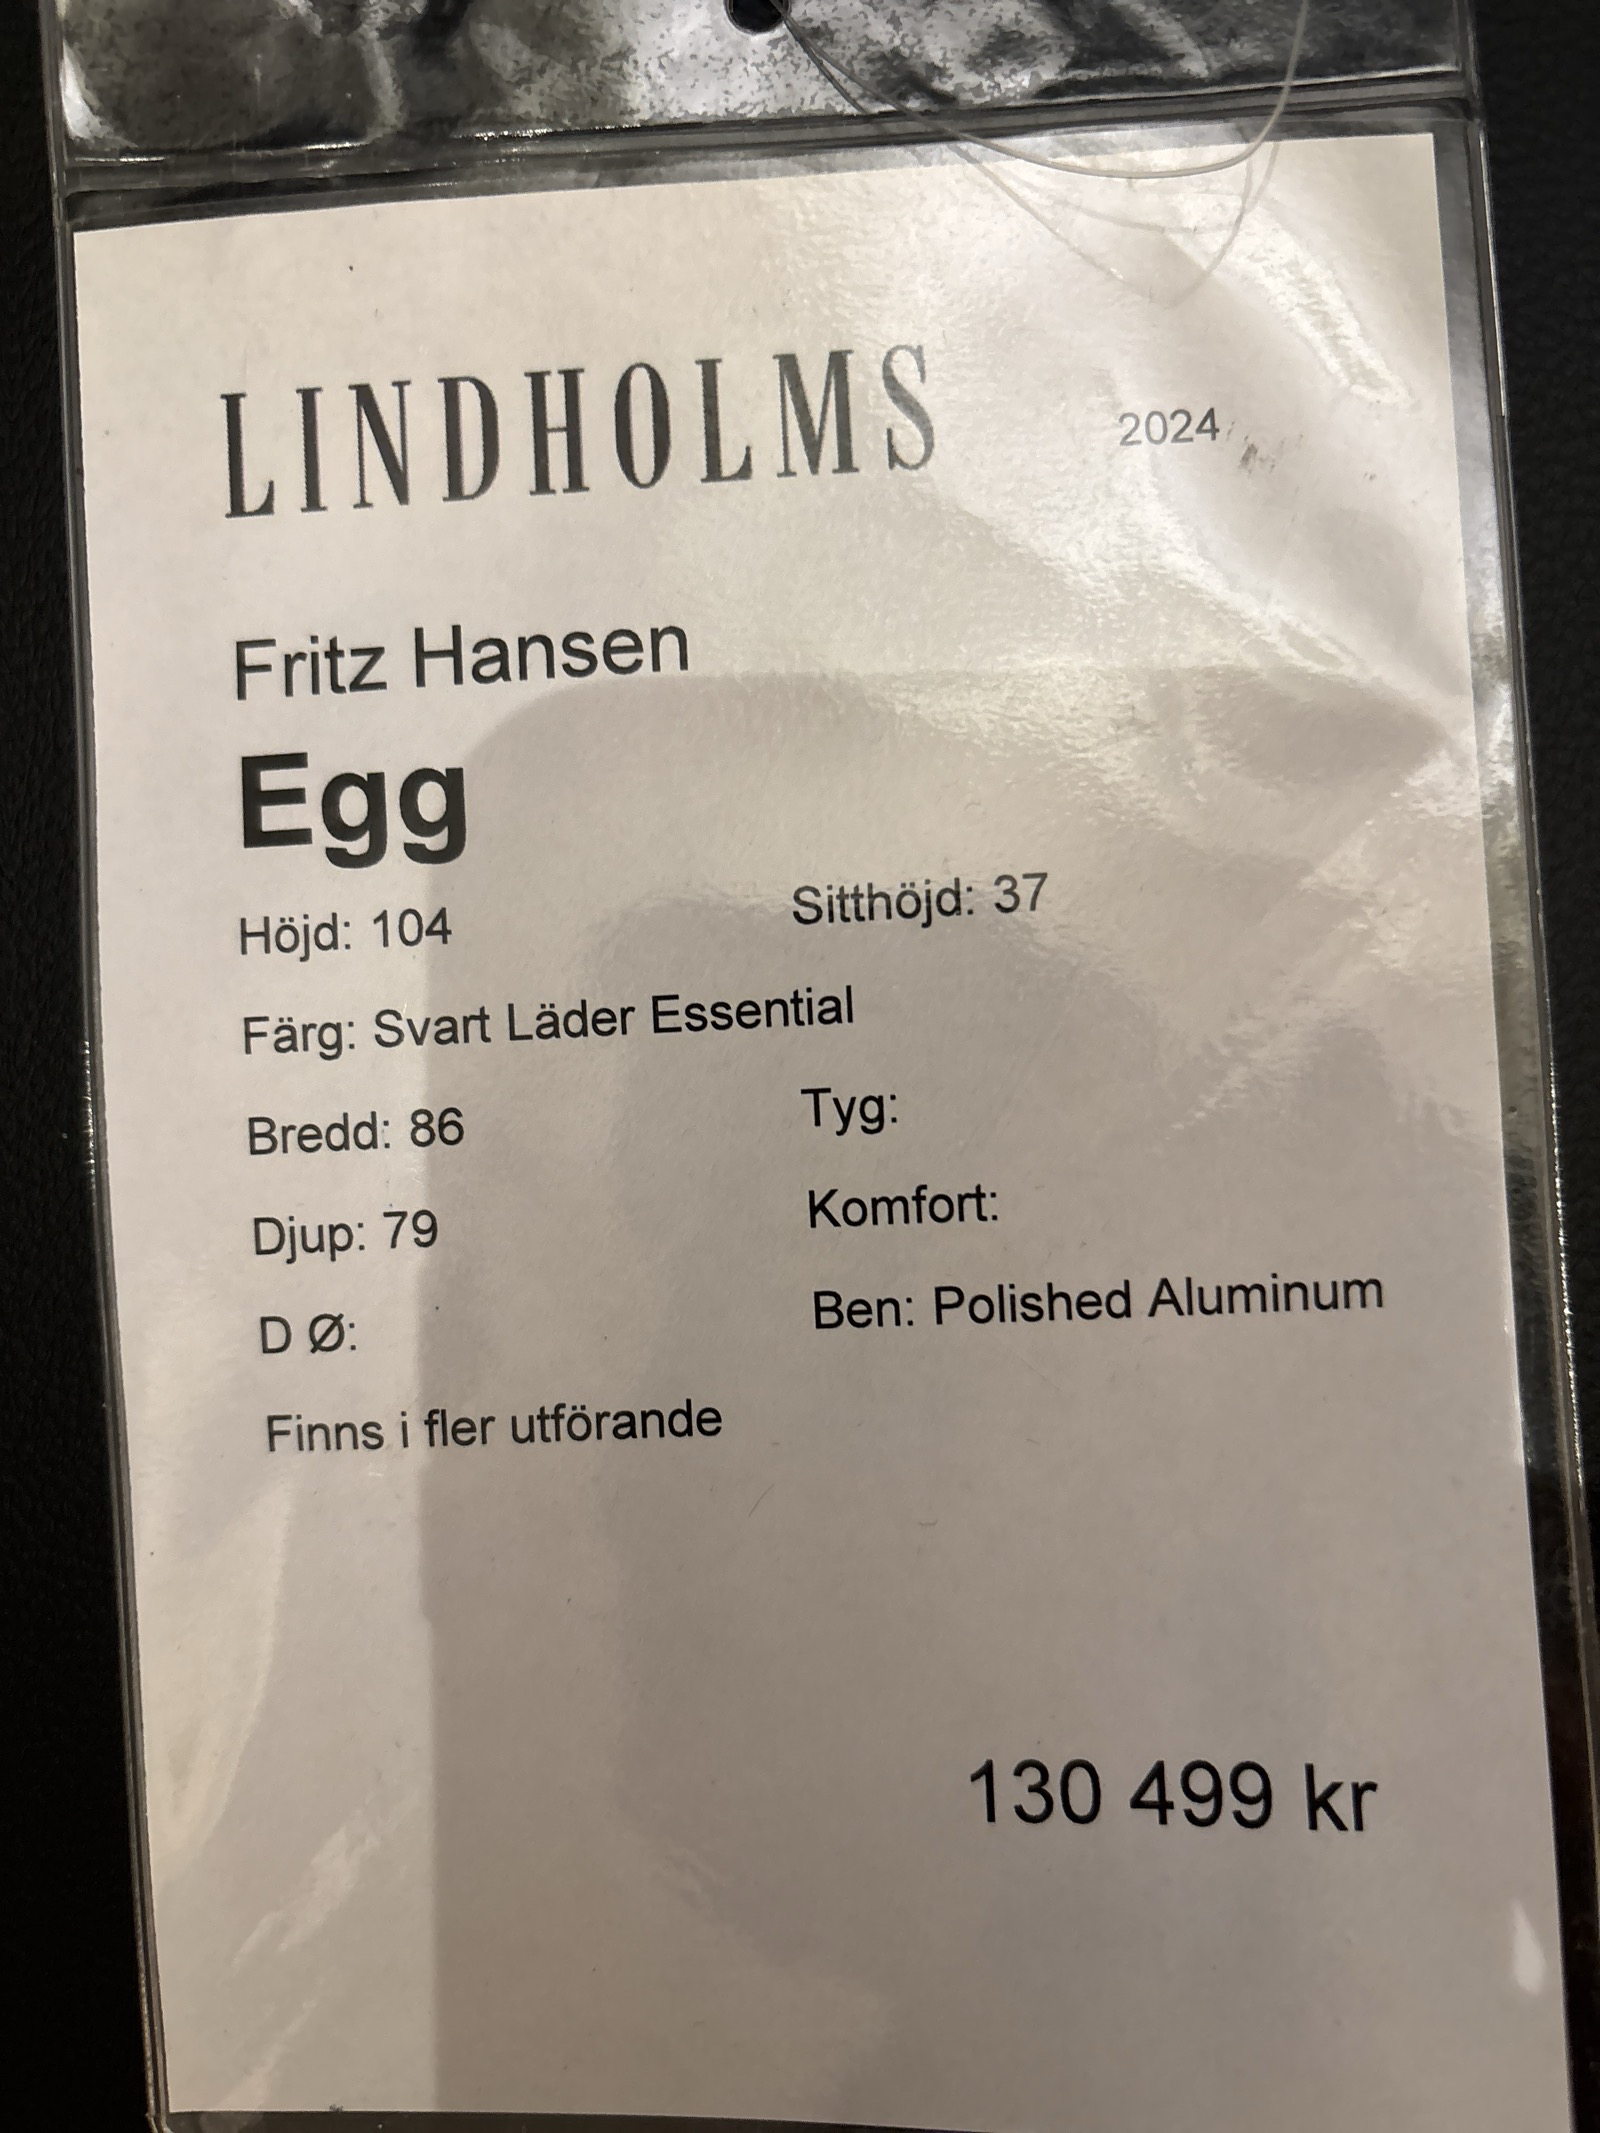 LINDHOLMS 2024
Fritz Hansen
Egg
Höjd: 104 Sitthöjd: 37
Färg: Svart Läder Essential
Bredd: 86 Tyg:
Djup: 79 Komfort:
D Ø: Ben: Polished Aluminum
Finns i fler utförande
130 499 kr